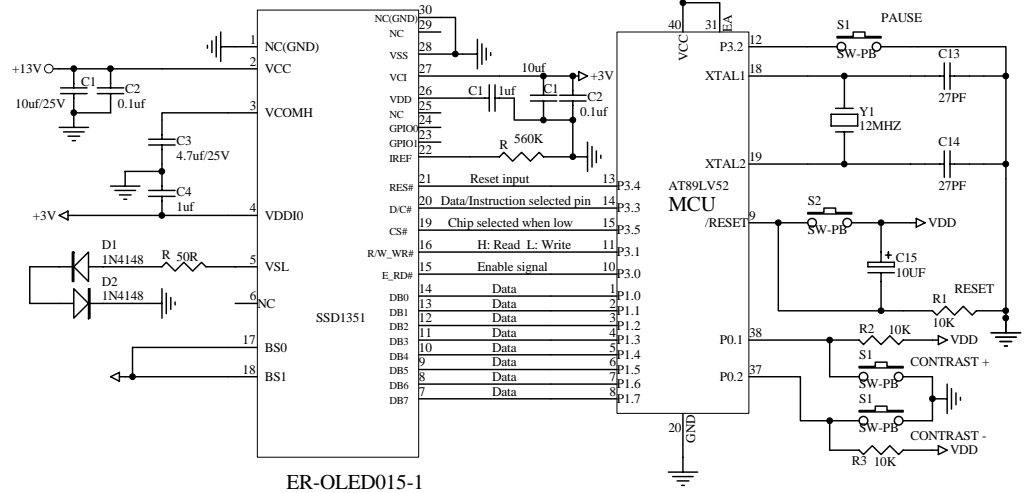 30
NC(GND)
29
NC
28
VSS
1
NC(GND)
+13V
2
VCC
C1
10uf/25V
C2
0.1uf
27
VCI
10uf
+3V
26
VDD
C1
1uf
C1
C2
0.1uf
25
NC
24
GPIO0
23
GPIO1
22
IREF
R
560K
3
VCOMH
C3
4.7uf/25V
C4
1uf
+3V
4
VDDI0
D1
1N4148
R 50R
5
VSL
D2
1N4148
6
NC
17
BS0
18
BS1
SSD1351
21
RES#
Reset input
13
P3.4
20
D/C#
Data/Instruction selected pin
14
P3.3
19
CS#
Chip selected when low
15
P3.5
16
R/W_WR#
H: Read L: Write
11
P3.1
15
E_RD#
Enable signal
10
P3.0
14
DB0
Data
1
P1.0
13
DB1
Data
2
P1.1
12
DB2
Data
3
P1.2
11
DB3
Data
4
P1.3
10
DB4
Data
5
P1.4
9
DB5
Data
6
P1.5
8
DB6
Data
7
P1.6
7
DB7
Data
8
P1.7
ER-OLED015-1
40
VCC
31
EA
AT89LV52
MCU
20
GND
P3.2
12
S1
SW-PB
PAUSE
XTAL1
18
C13
27PF
Y1
12MHZ
XTAL2
19
C14
27PF
/RESET
9
S2
SW-PB
VDD
+
C15
10UF
RESET
R1
10K
P0.1
38
R2 10K
VDD
S1
SW-PB
CONTRAST +
P0.2
37
S1
SW-PB
CONTRAST -
R3 10K
VDD